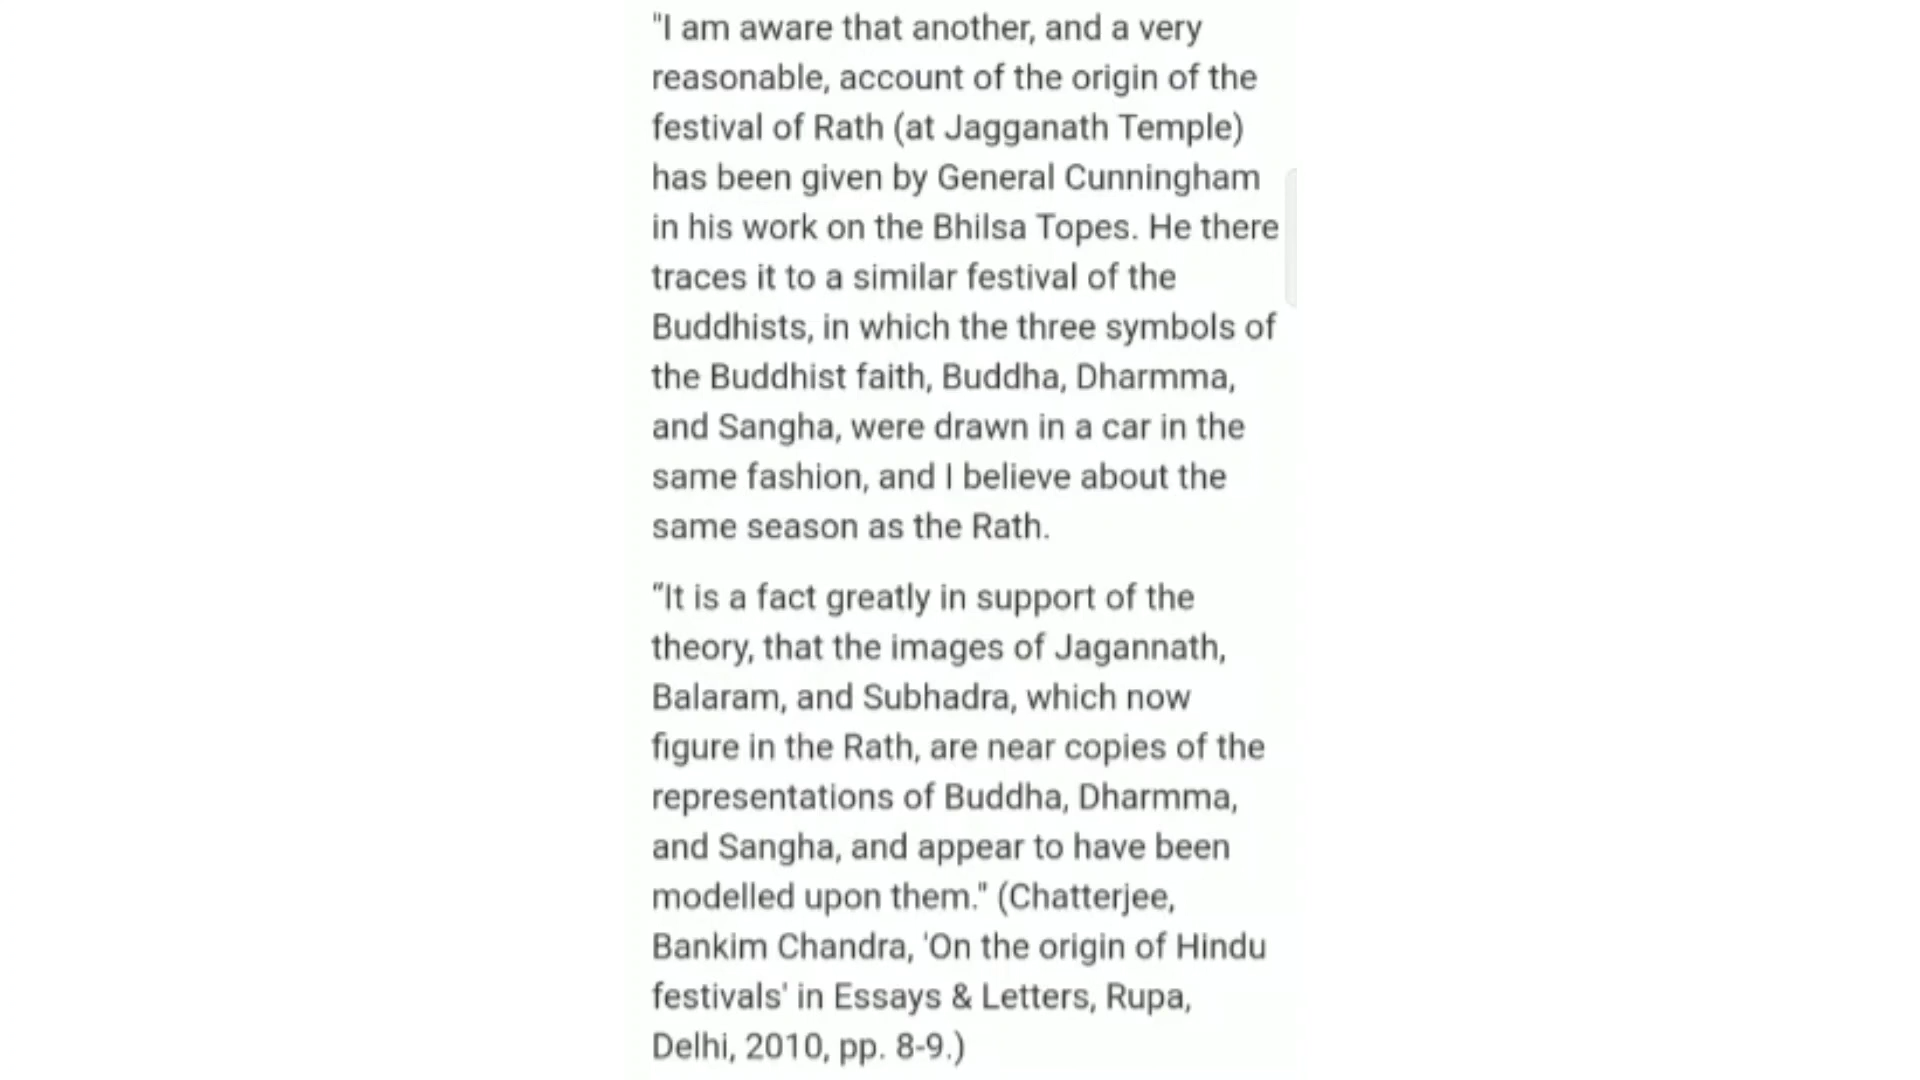 "I am aware that another, and a very
reasonable, account of the origin of the
festival of Rath (at Jagganath Temple)
has been given by General Cunningham
in his work on the Bhilsa Topes. He there
traces it to a similar festival of the
Buddhists, in which the three symbols of
the Buddhist faith, Buddha, Dharmma,
and Sangha, were drawn in a car in the
same fashion, and I believe about the
same season as the Rath.
“It is a fact greatly in support of the
theory, that the images of Jagannath,
Balaram, and Subhadra, which now
figure in the Rath, are near copies of the
representations of Buddha, Dharmma,
and Sangha, and appear to have been
modelled upon them." (Chatterjee,
Bankim Chandra, 'On the origin of Hindu
festivals' in Essays & Letters, Rupa,
Delhi, 2010, pp. 8-9.)